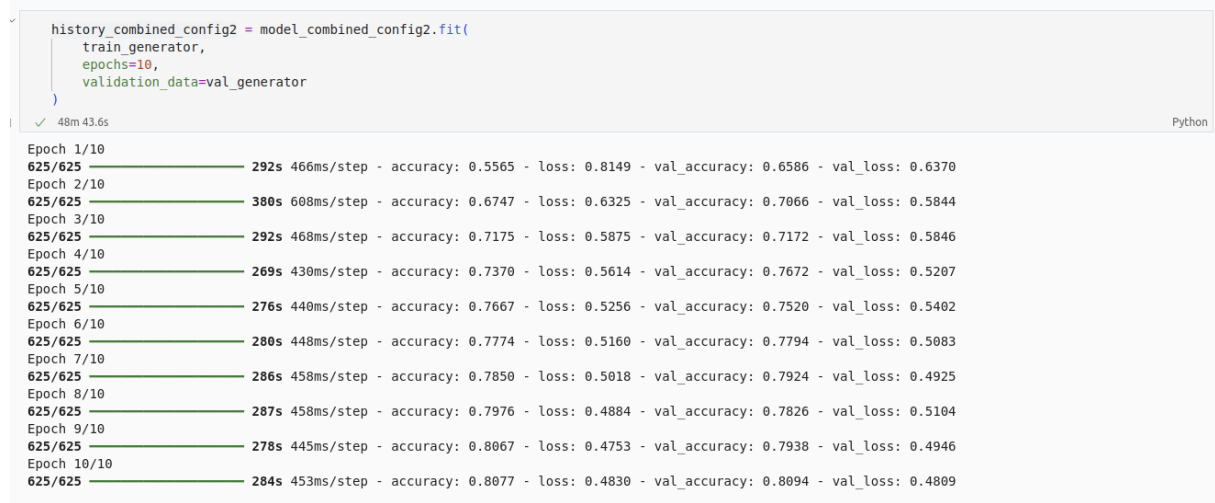 history_combined_config2 = model_combined_config2.fit(
    train_generator,
    epochs=10,
    validation_data=val_generator
)
✓ 48m 43.6s
Python
Epoch 1/10
625/625 ━━━━━━━━━━━━━━━━━━━━ 292s 466ms/step - accuracy: 0.5565 - loss: 0.8149 - val_accuracy: 0.6586 - val_loss: 0.6370
Epoch 2/10
625/625 ━━━━━━━━━━━━━━━━━━━━ 380s 608ms/step - accuracy: 0.6747 - loss: 0.6325 - val_accuracy: 0.7066 - val_loss: 0.5844
Epoch 3/10
625/625 ━━━━━━━━━━━━━━━━━━━━ 292s 468ms/step - accuracy: 0.7175 - loss: 0.5875 - val_accuracy: 0.7172 - val_loss: 0.5846
Epoch 4/10
625/625 ━━━━━━━━━━━━━━━━━━━━ 269s 430ms/step - accuracy: 0.7370 - loss: 0.5614 - val_accuracy: 0.7672 - val_loss: 0.5207
Epoch 5/10
625/625 ━━━━━━━━━━━━━━━━━━━━ 276s 440ms/step - accuracy: 0.7667 - loss: 0.5256 - val_accuracy: 0.7520 - val_loss: 0.5402
Epoch 6/10
625/625 ━━━━━━━━━━━━━━━━━━━━ 280s 448ms/step - accuracy: 0.7774 - loss: 0.5160 - val_accuracy: 0.7794 - val_loss: 0.5083
Epoch 7/10
625/625 ━━━━━━━━━━━━━━━━━━━━ 286s 458ms/step - accuracy: 0.7850 - loss: 0.5018 - val_accuracy: 0.7924 - val_loss: 0.4925
Epoch 8/10
625/625 ━━━━━━━━━━━━━━━━━━━━ 287s 458ms/step - accuracy: 0.7976 - loss: 0.4884 - val_accuracy: 0.7826 - val_loss: 0.5104
Epoch 9/10
625/625 ━━━━━━━━━━━━━━━━━━━━ 278s 445ms/step - accuracy: 0.8067 - loss: 0.4753 - val_accuracy: 0.7938 - val_loss: 0.4946
Epoch 10/10
625/625 ━━━━━━━━━━━━━━━━━━━━ 284s 453ms/step - accuracy: 0.8077 - loss: 0.4830 - val_accuracy: 0.8094 - val_loss: 0.4809